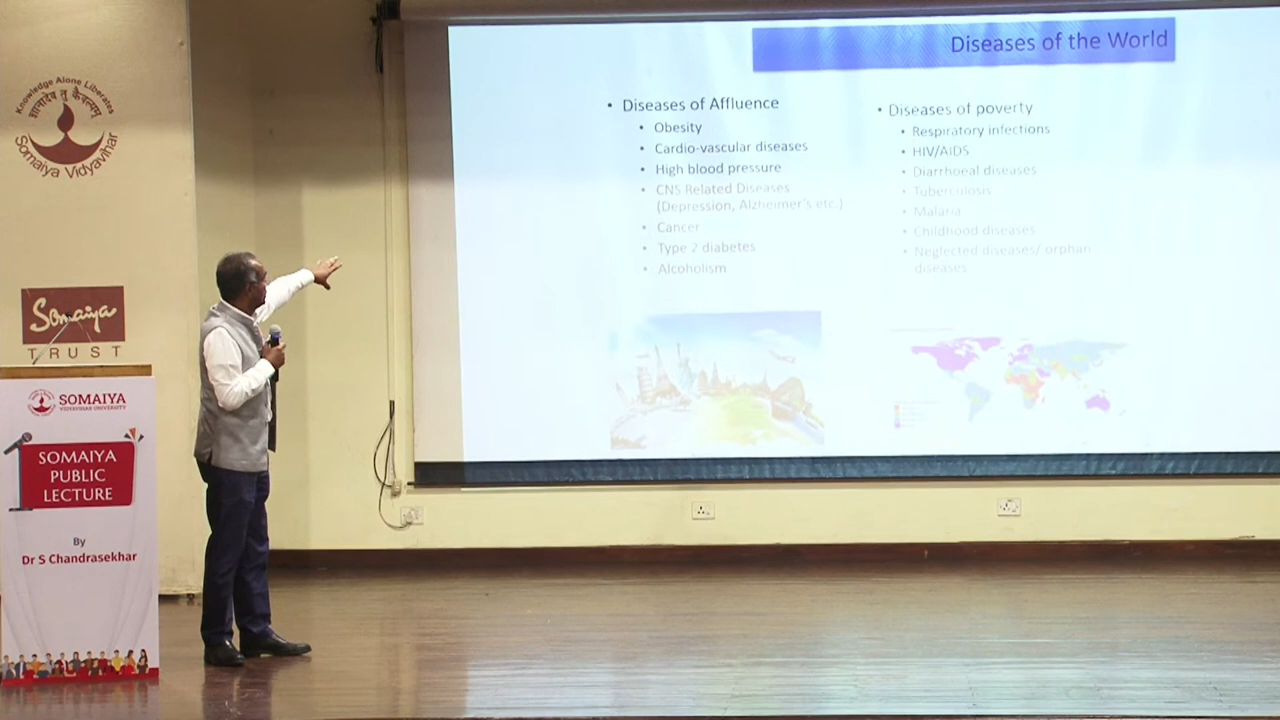 Knowledge Alone Liberates
ज्ञानादेव तु कैवल्यम्
Somaiya Vidyavihar
Somaiya
TRUST
SOMAIYA
VIDYAVIHAR UNIVERSITY
SOMAIYA
PUBLIC
LECTURE
By
Dr S Chandrasekhar
Diseases of the World
• Diseases of Affluence
• Obesity
• Cardio-vascular diseases
• High blood pressure
• CNS Related Diseases
(Depression, Alzheimer's etc.)
• Cancer
• Type 2 diabetes
• Alcoholism
• Diseases of poverty
• Respiratory infections
• HIV/AIDS
• Diarrhoeal diseases
• Tuberculosis
• Malaria
• Childhood diseases
• Neglected diseases/ orphan
diseases